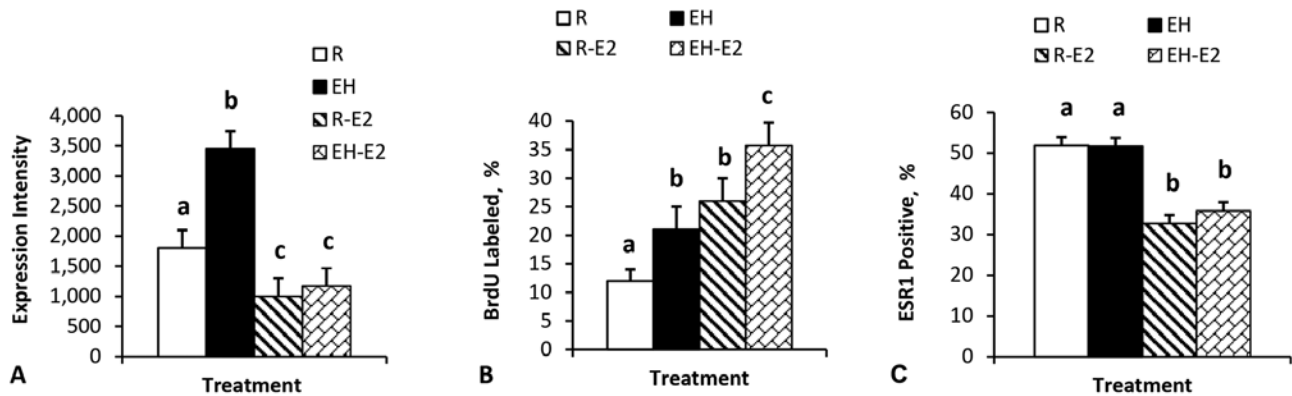 R
EH
R-E2
EH-E2
Expression Intensity
4,000
3,500
3,000
2,500
2,000
1,500
1,000
500
0
a
b
c
c
A
Treatment
R EH
R-E2 EH-E2
BrdU Labeled, %
40
35
30
25
20
15
10
5
0
a
b
b
c
B
Treatment
R EH
R-E2 EH-E2
ESR1 Positive, %
60
50
40
30
20
10
0
a
a
b
b
C
Treatment